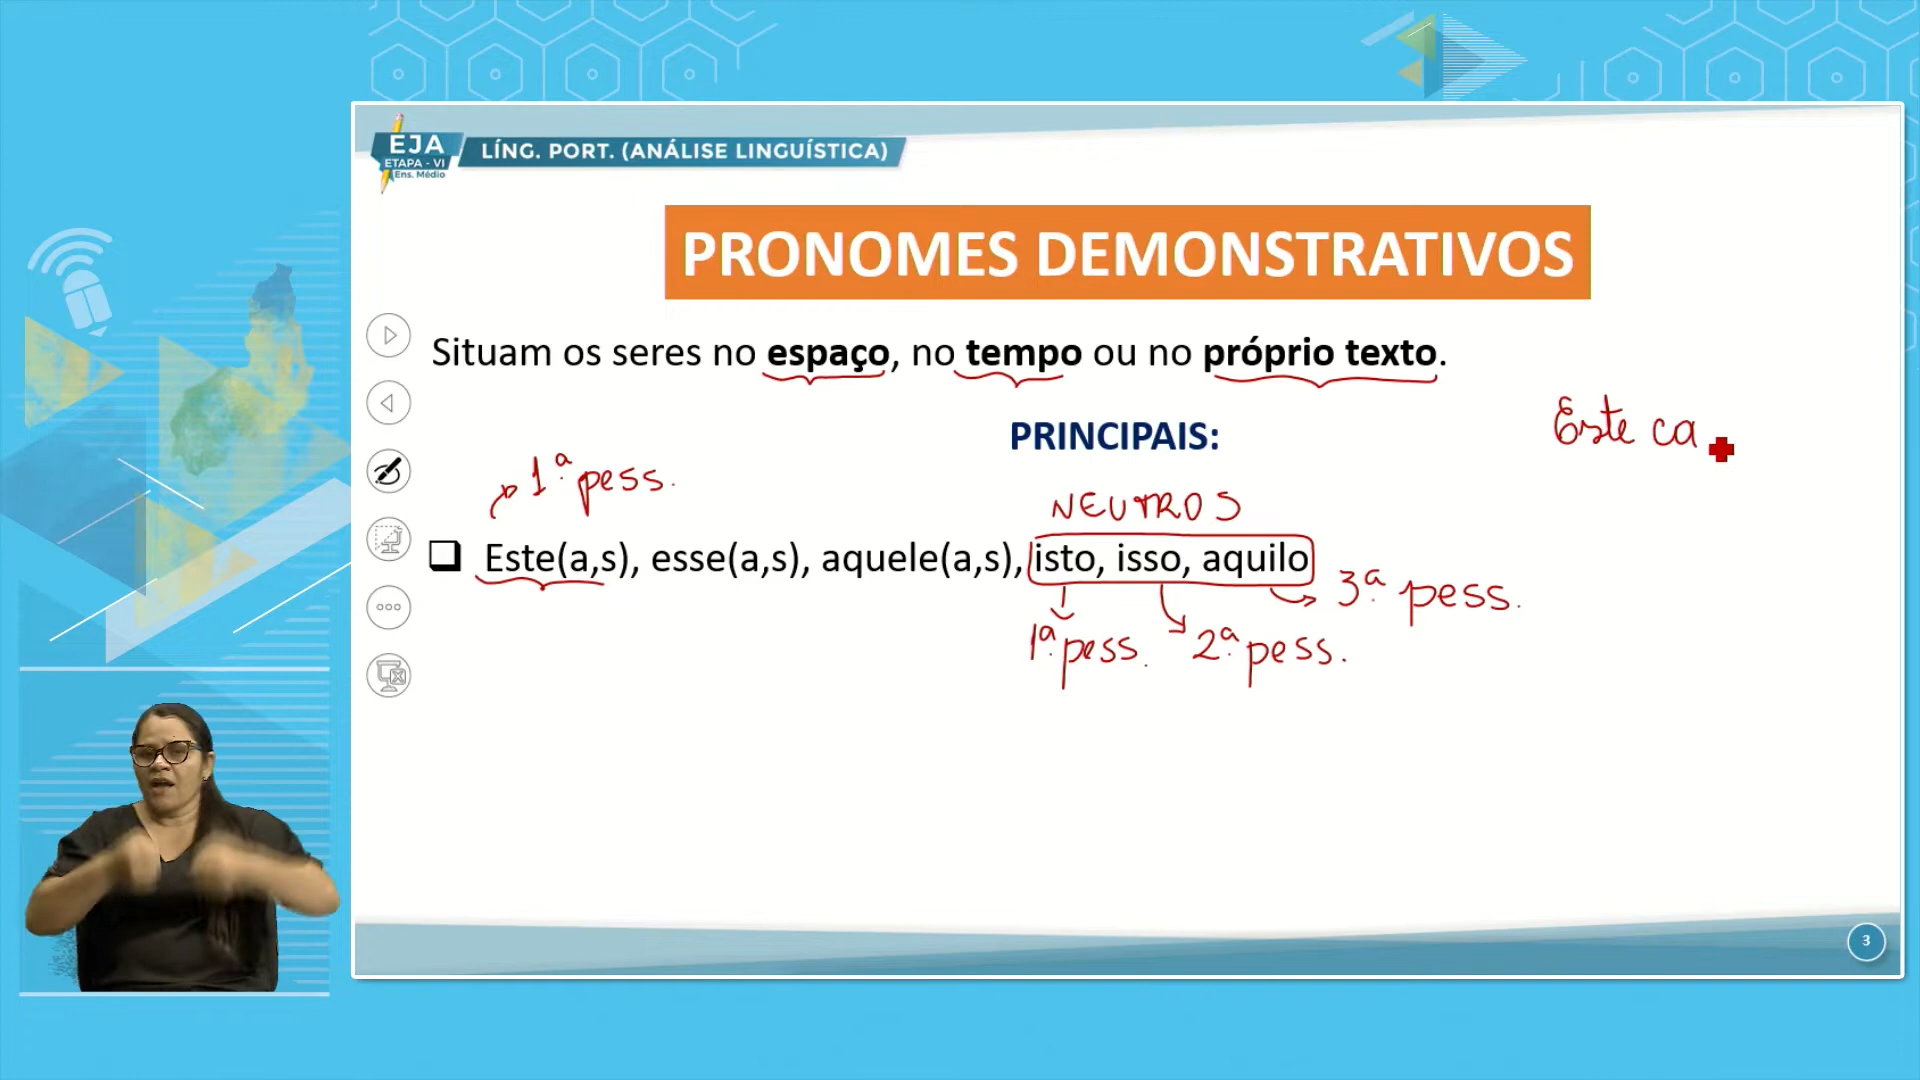 EJA
ETAPA - VI
Ens. Médio
LÍNG. PORT. (ANÁLISE LINGUÍSTICA)
PRONOMES DEMONSTRATIVOS
Situam os seres no espaço, no tempo ou no próprio texto.
Este ca
PRINCIPAIS:
1ª pess.
NEUTROS
Este(a,s), esse(a,s), aquele(a,s), isto, isso, aquilo
3ª pess.
1ª pess. 2ª pess.
3